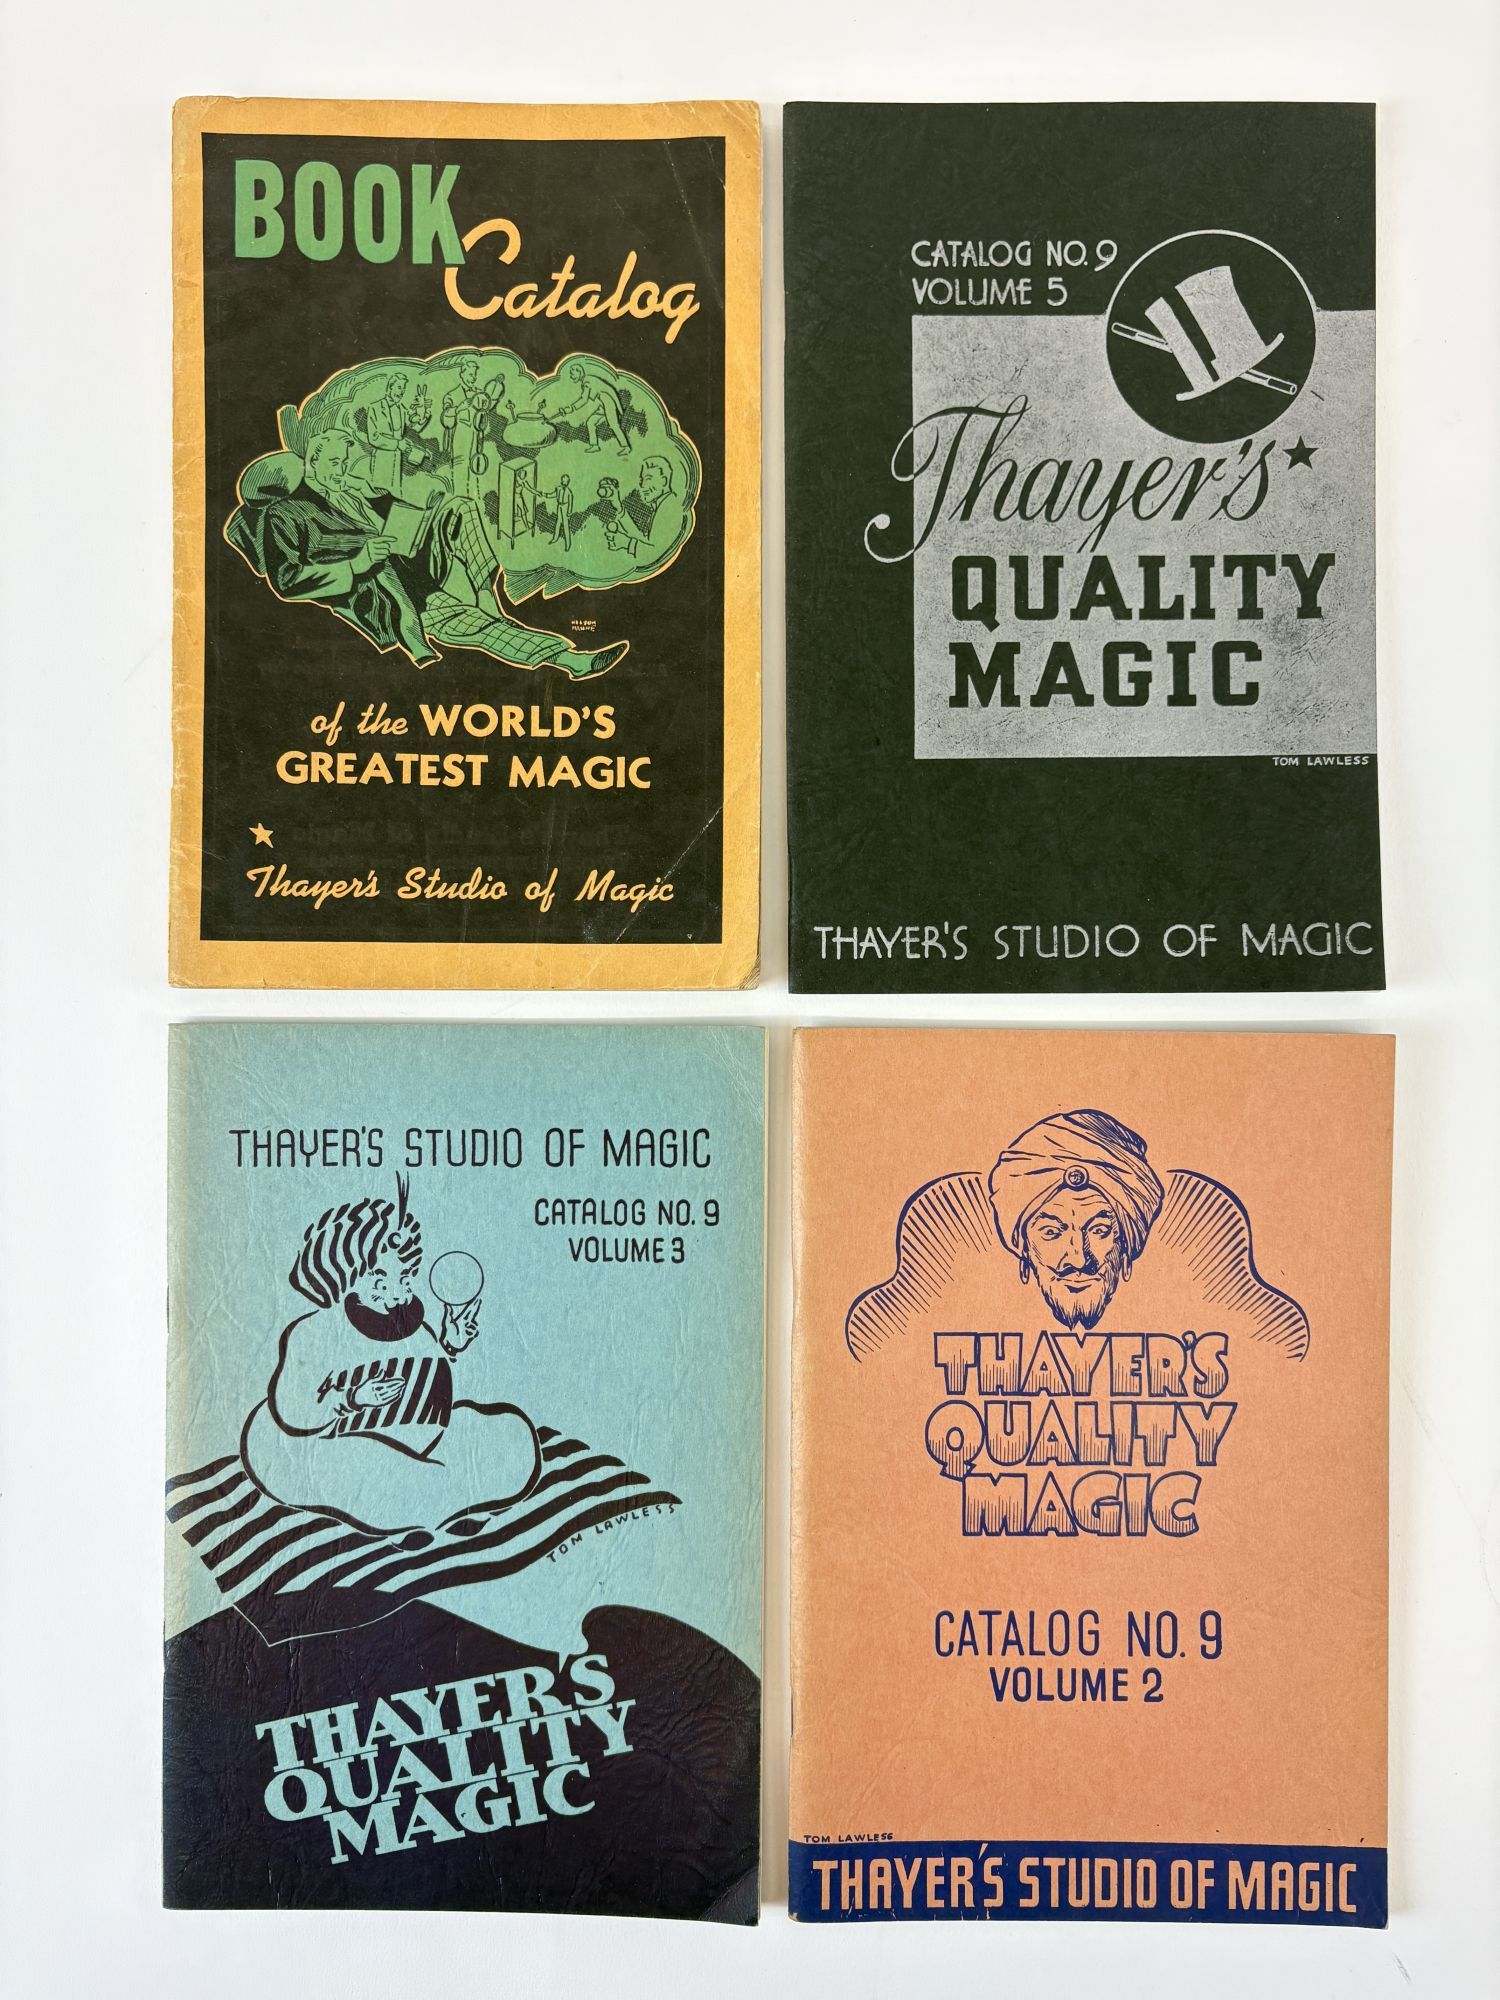 BOOK
Catalog
NELSON
HAHNE
of the WORLD'S
GREATEST MAGIC
Thayer's Studio of Magic
CATALOG NO. 9
VOLUME 5
Thayer's
QUALITY
MAGIC
TOM LAWLESS
THAYER'S STUDIO OF MAGIC
THAYER'S STUDIO OF MAGIC
CATALOG NO. 9
VOLUME 3
TOM LAWLESS
THAYER'S
QUALITY
MAGIC
THAYER'S
QUALITY
MAGIC
CATALOG NO. 9
VOLUME 2
TOM LAWLESS
THAYER'S STUDIO OF MAGIC